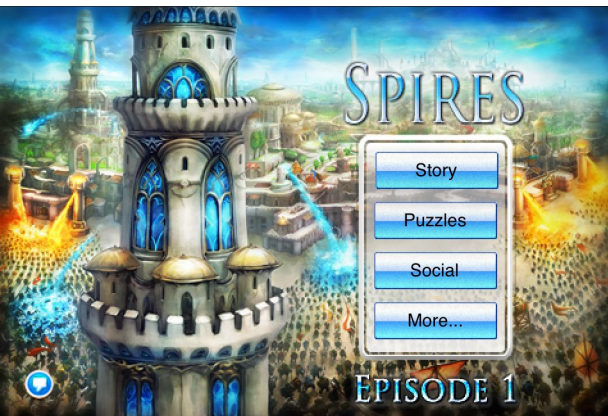 SPIRES
Story
Puzzles
Social
More...
EPISODE 1